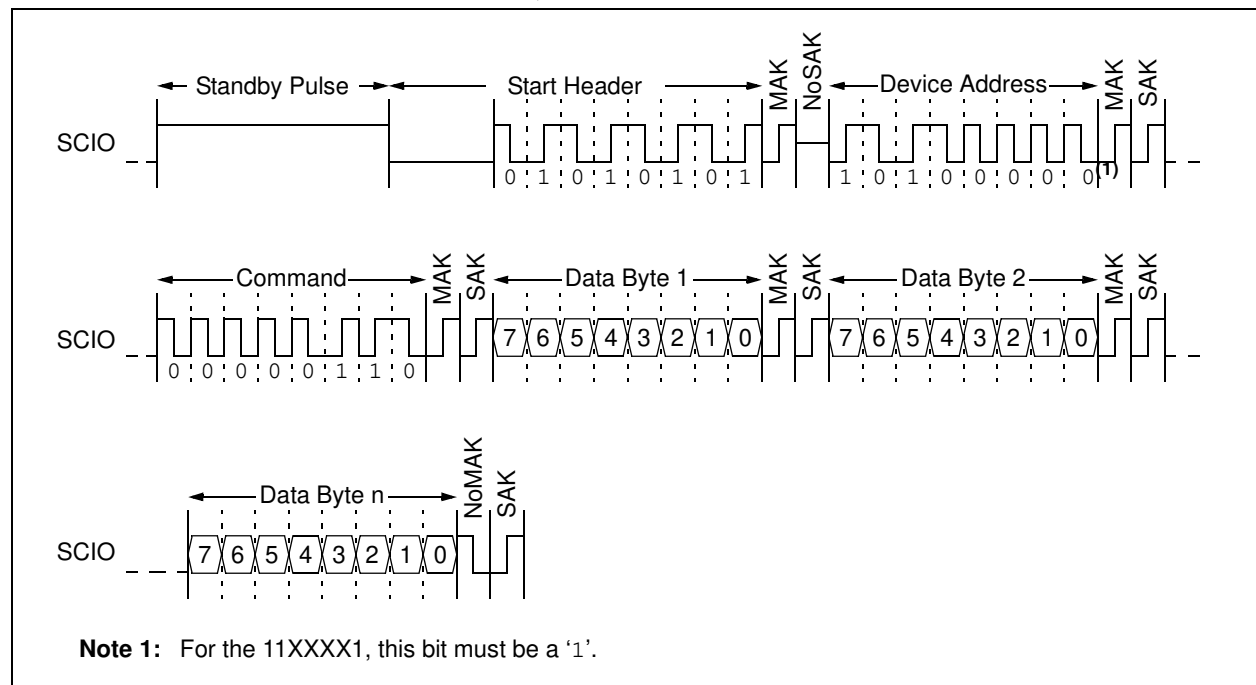 Standby Pulse Start Header MAK NoSAK Device Address MAK SAK
SCIO
0 1 0 1 0 1 0 1 1 0 1 0 0 0 0 0(1)
Command MAK SAK Data Byte 1 MAK SAK Data Byte 2 MAK SAK
SCIO 7 6 5 4 3 2 1 0 7 6 5 4 3 2 1 0
0 0 0 0 0 1 1 0
Data Byte n NoMAK SAK
SCIO 7 6 5 4 3 2 1 0
Note 1: For the 11XXXX1, this bit must be a ‘1’.